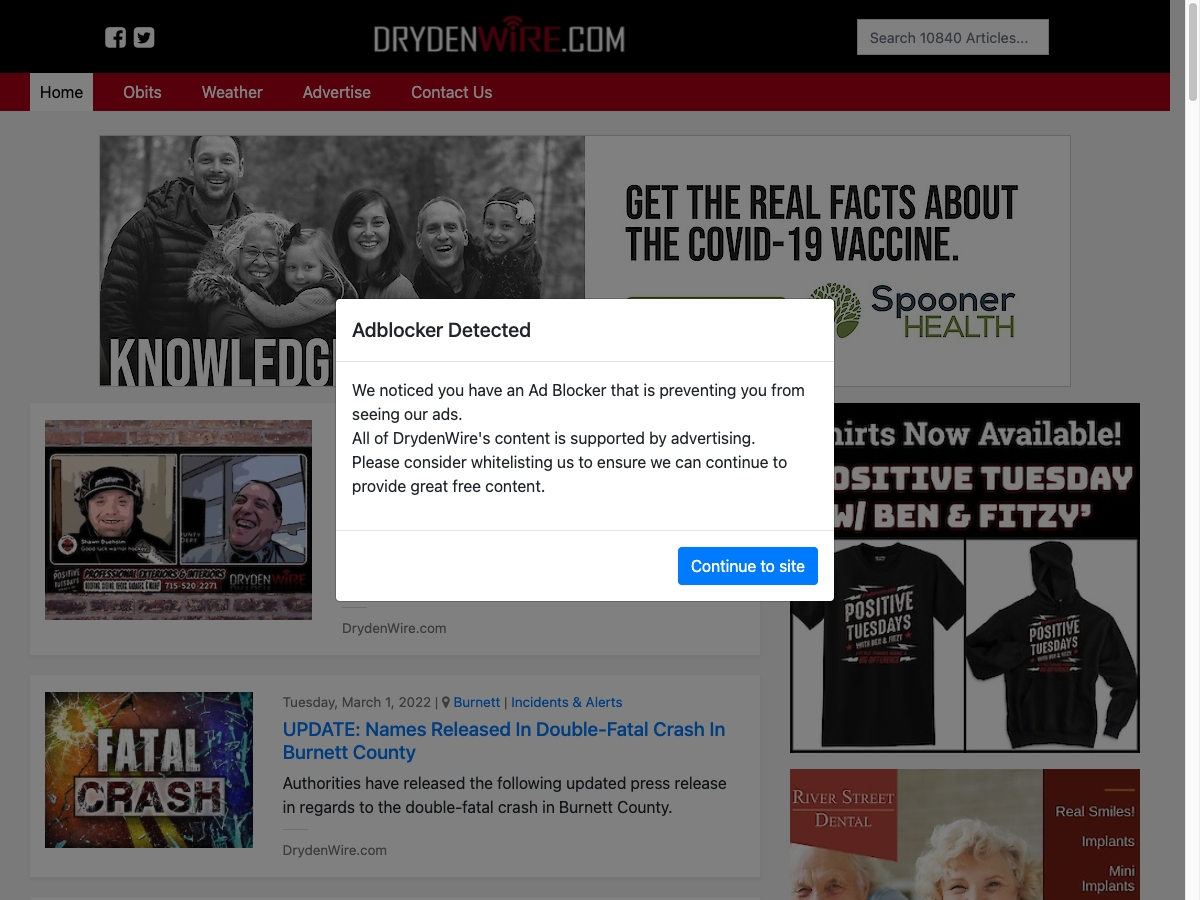 DRYDENWIRE.COM
Search 10840 Articles...
Home
Obits
Weather
Advertise
Contact Us
KNOWLEDG
GET THE REAL FACTS ABOUT
THE COVID-19 VACCINE.
Spooner
HEALTH
Adblocker Detected
We noticed you have an Ad Blocker that is preventing you from
seeing our ads.
All of DrydenWire's content is supported by advertising.
Please consider whitelisting us to ensure we can continue to
provide great free content.
Continue to site
Shawn Dusheim
Good luck warrior hockey
POSITIVE
TUESDAYS
PROFESSIONAL EXTERIORS & INTERIORS
715-520-2271
DRYDENWIRE
DrydenWire.com
hirts Now Available!
OSITIVE TUESDAY
W/ BEN & FITZY'
POSITIVE
TUESDAYS
WITH BEN & FITZY
BIG DIFFERENCE
POSITIVE
TUESDAYS
FATAL
CRASH
Tuesday, March 1, 2022 | Burnett | Incidents & Alerts
UPDATE: Names Released In Double-Fatal Crash In
Burnett County
Authorities have released the following updated press release
in regards to the double-fatal crash in Burnett County.
DrydenWire.com
RIVER STREET
DENTAL
Real Smiles!
Implants
Mini
Implants